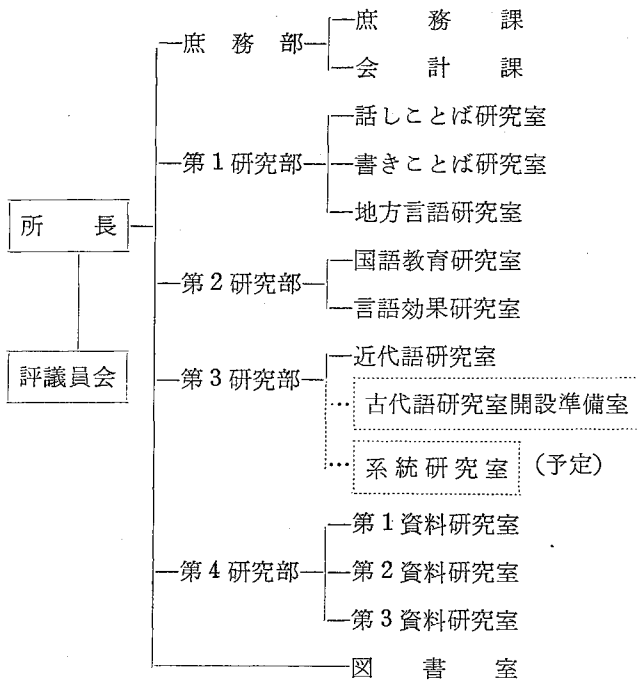 庶務課
庶務部
会計課
話しことば研究室
第1研究部
書きことば研究室
地方言語研究室
所長
国語教育研究室
第2研究部
言語効果研究室
評議員会
近代語研究室
第3研究部
…古代語研究室開設準備室
…系統研究室 (予定)
第1資料研究室
第4研究部
第2資料研究室
第3資料研究室
図書室